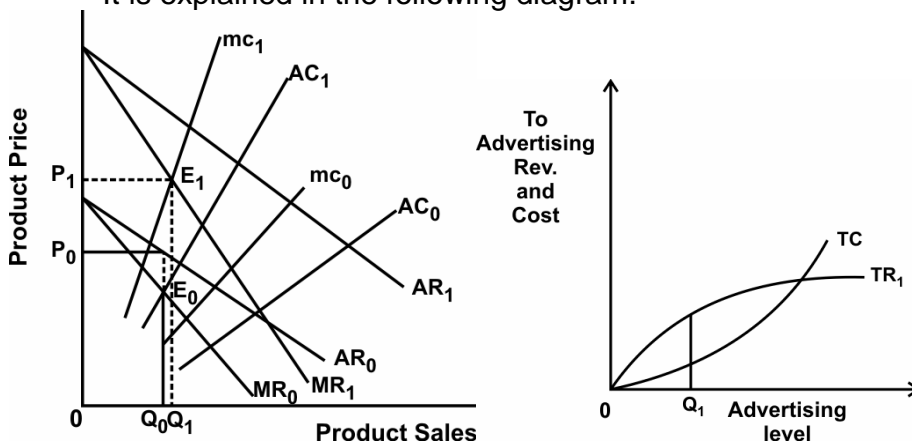 It is explained in the following diagram:
mc₁
AC₁
Product Price
P₁
E₁
mc₀
AC₀
P₀
E₀
AR₁
AR₀
MR₀
MR₁
0
Q₀Q₁
Product Sales
To
Advertising
Rev.
and
Cost
TC
TR₁
0
Q₁
Advertising
level